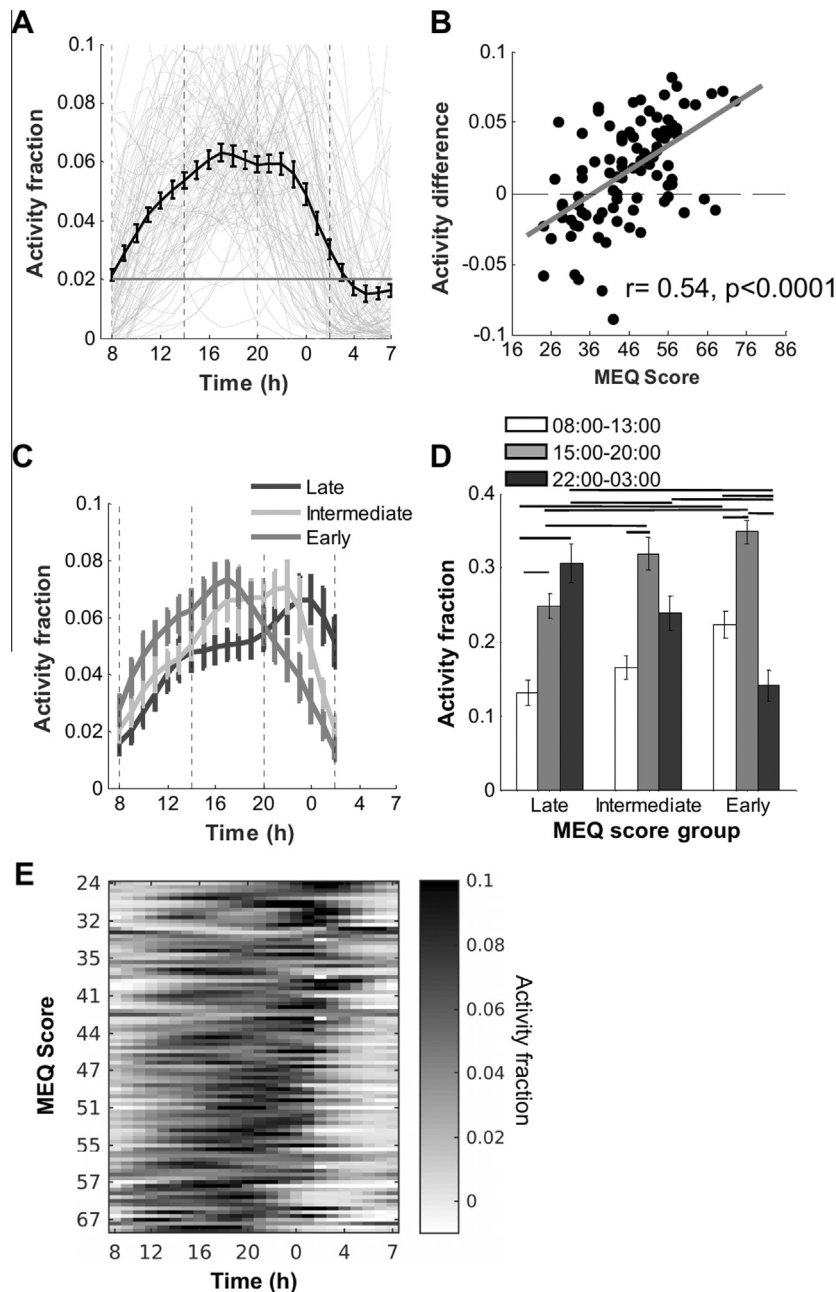 A
Activity fraction
0.1
0.08
0.06
0.04
0.02
0
8 12 16 20 0 4 7
Time (h)
B
Activity difference
0.1
0.05
0
-0.05
-0.1
r= 0.54, p<0.0001
16 26 36 46 56 66 76 86
MEQ Score
C
Activity fraction
0.1
0.08
0.06
0.04
0.02
0
Late
Intermediate
Early
8 12 16 20 0 4 7
Time (h)
D
08:00-13:00
15:00-20:00
22:00-03:00
Activity fraction
0.4
0.3
0.2
0.1
0
Late Intermediate Early
MEQ score group
E
MEQ Score
24
32
35
41
44
47
51
55
57
67
8 12 16 20 0 4 7
Time (h)
0.1
0.08
0.06
0.04
0.02
0
Activity fraction